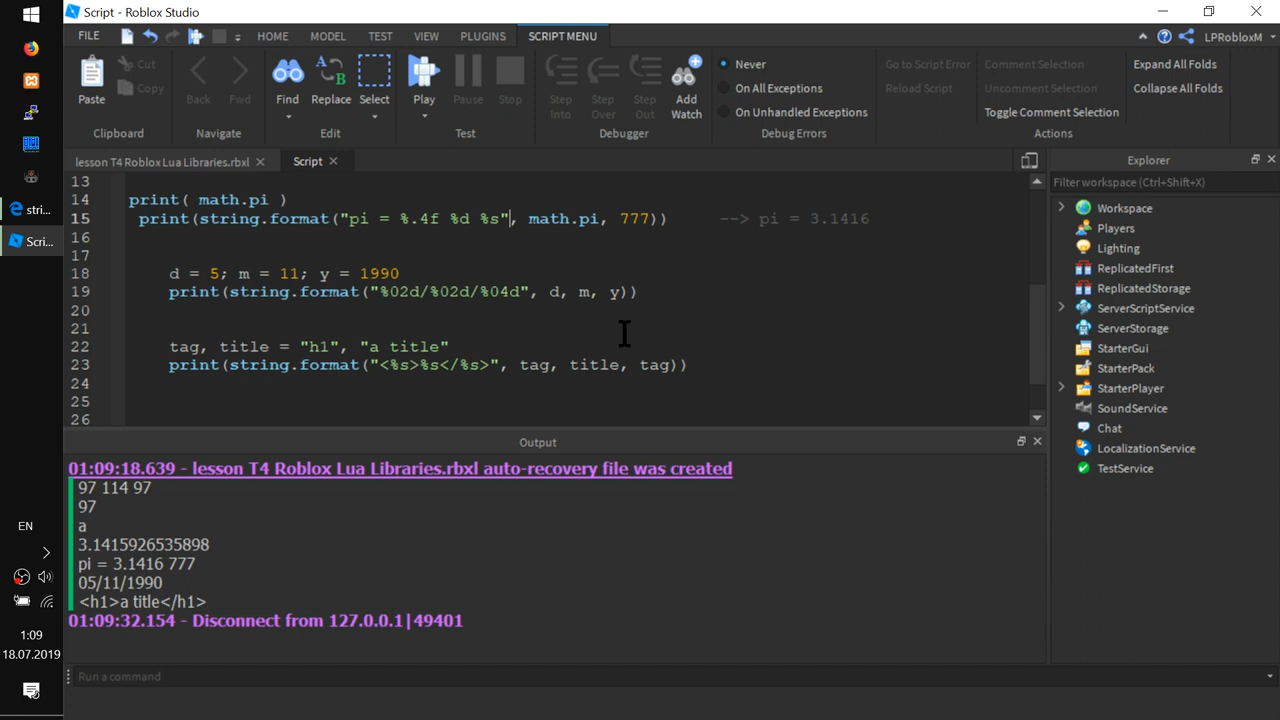 Script - Roblox Studio
FILE HOME MODEL TEST VIEW PLUGINS SCRIPT MENU LPRobloxM
Paste Cut Copy Back Fwd Find Replace Select Play Pause Stop Step Into Step Over Step Out Add Watch
Never
On All Exceptions
On Unhandled Exceptions
Go to Script Error
Reload Script
Comment Selection
Uncomment Selection
Toggle Comment Selection
Expand All Folds
Collapse All Folds
Clipboard Navigate Edit Test Debugger Debug Errors Actions
lesson T4 Roblox Lua Libraries.rbxl Script
13
14 print( math.pi )
15 print(string.format("pi = %.4f %d %s", math.pi, 777)) --> pi = 3.1416
16
17
18 d = 5; m = 11; y = 1990
19 print(string.format("%02d/%02d/%04d", d, m, y))
20
21
22 tag, title = "h1", "a title"
23 print(string.format("<%s>%s</%s>", tag, title, tag))
24
25
26
Explorer
Filter workspace (Ctrl+Shift+X)
Workspace
Players
Lighting
ReplicatedFirst
ReplicatedStorage
ServerScriptService
ServerStorage
StarterGui
StarterPack
StarterPlayer
SoundService
Chat
LocalizationService
TestService
Output
01:09:18.639 - lesson T4 Roblox Lua Libraries.rbxl auto-recovery file was created
97 114 97
97
a
3.1415926535898
pi = 3.1416 777
05/11/1990
<h1>a title</h1>
01:09:32.154 - Disconnect from 127.0.0.1|49401
Run a command
stri...
Scri...
EN
1:09
18.07.2019